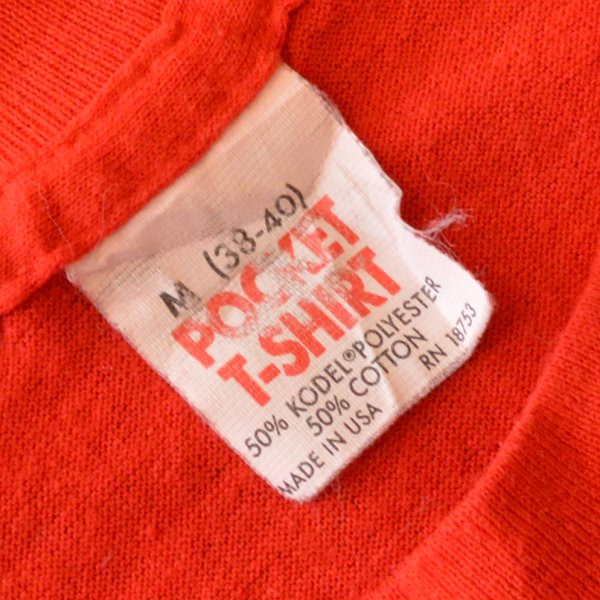 M (38-40)
POCKET
T-SHIRT
50% KODEL®POLYESTER
50% COTTON
MADE IN USA RN 18753